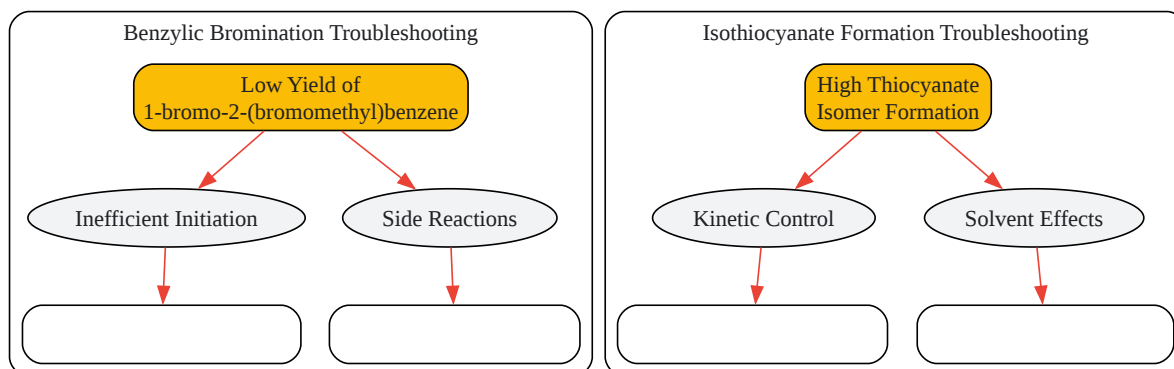 Benzylic Bromination Troubleshooting
Low Yield of
1-bromo-2-(bromomethyl)benzene
Inefficient Initiation
Side Reactions
Isothiocyanate Formation Troubleshooting
High Thiocyanate
Isomer Formation
Kinetic Control
Solvent Effects